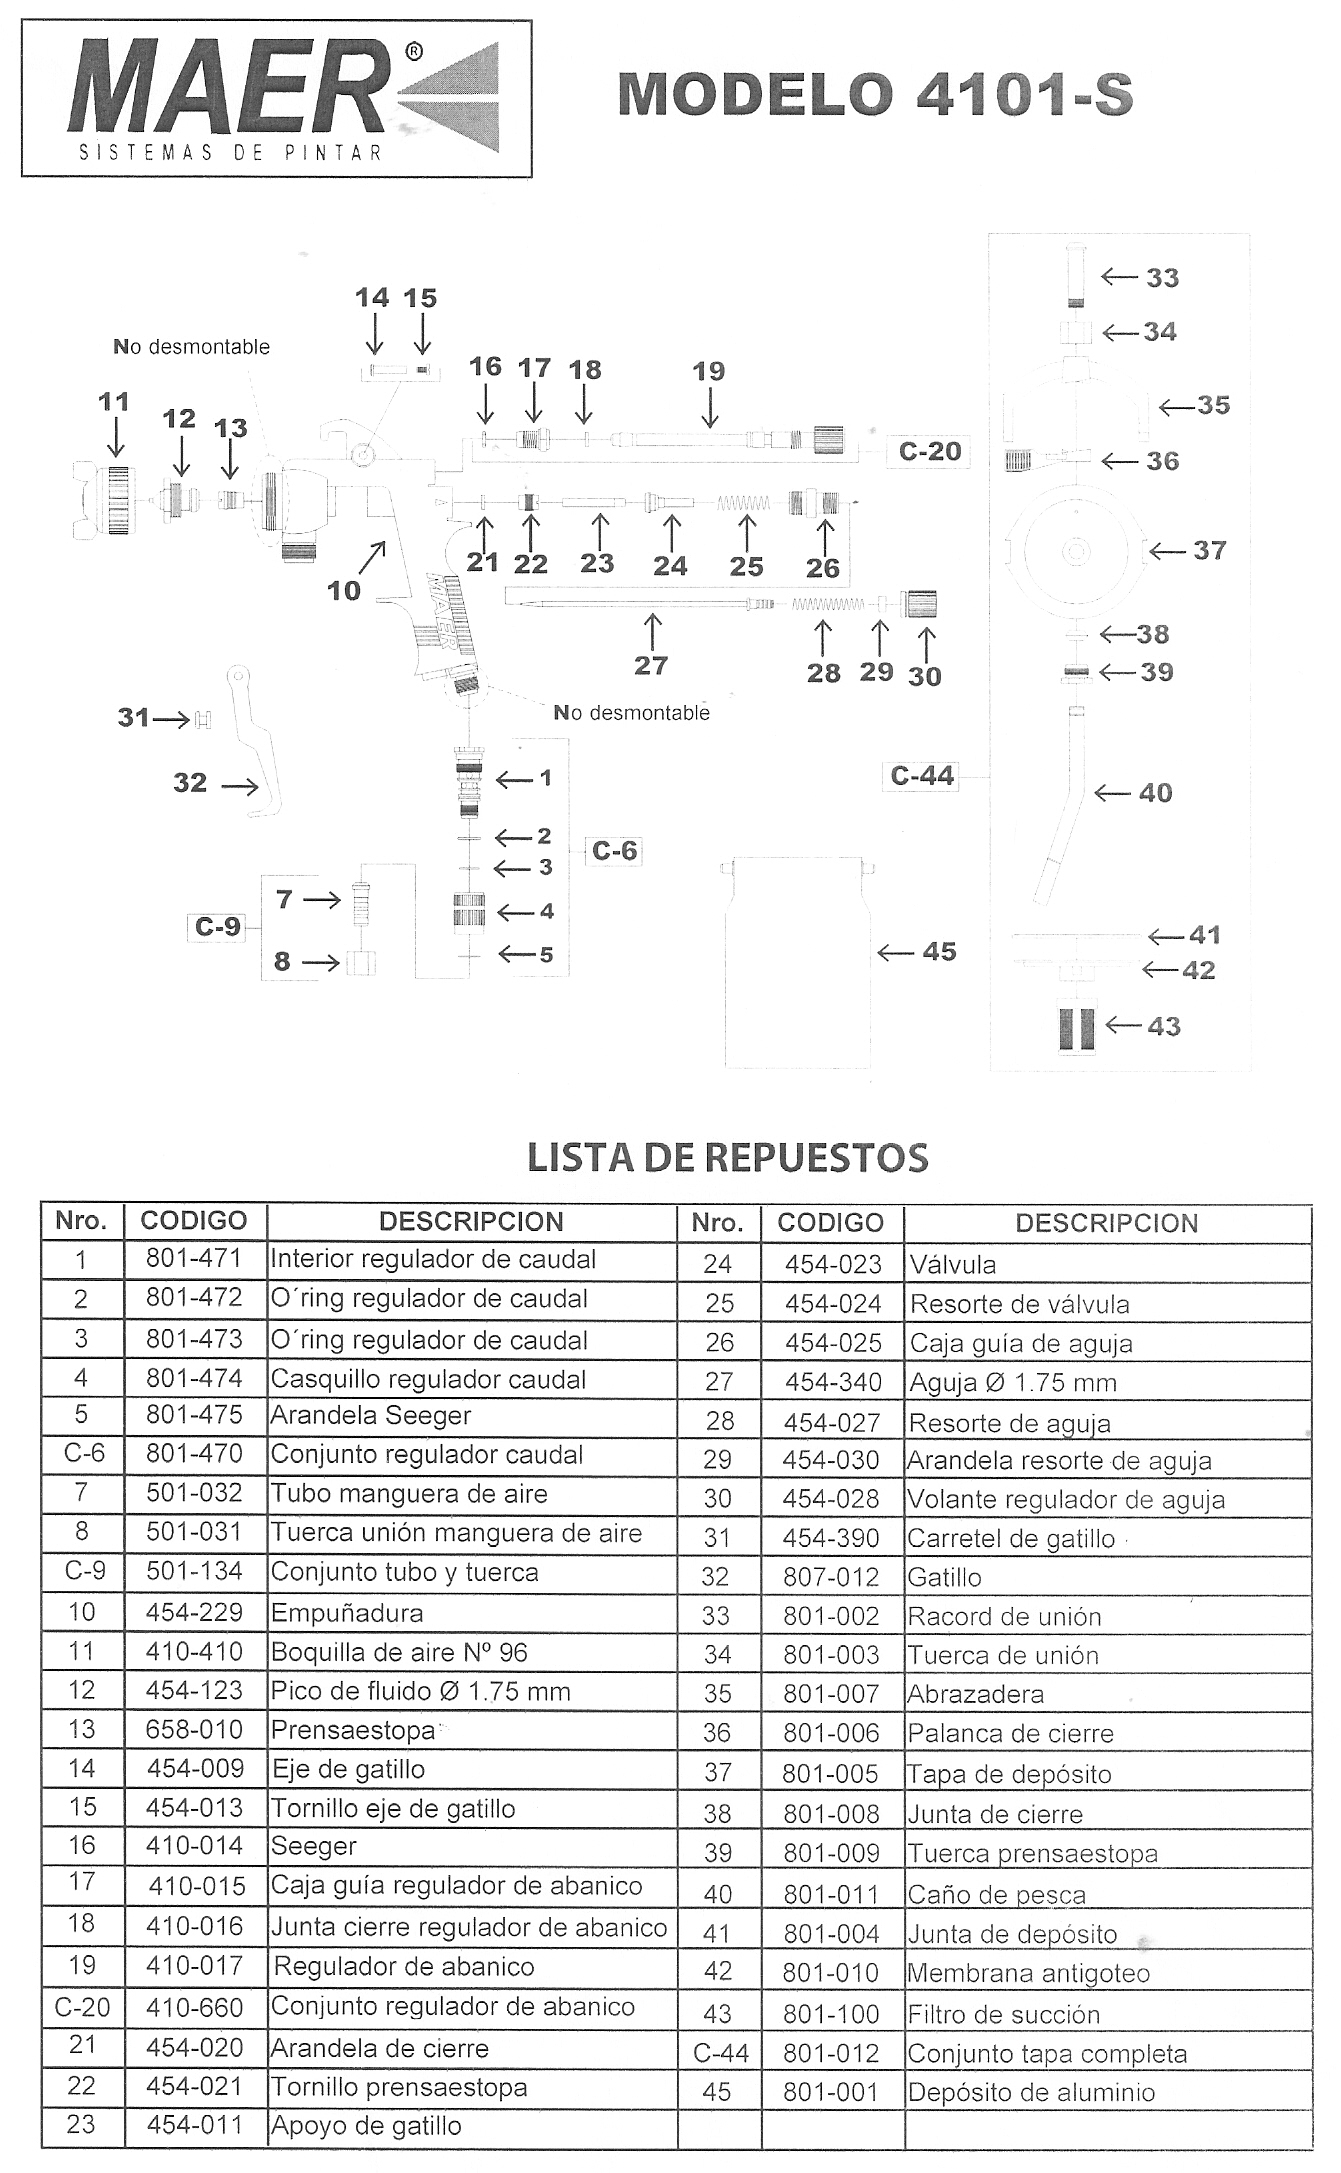 MAER®
SISTEMAS DE PINTAR
MODELO 4101-S
14 15
No desmontable
11 12 13
16 17 18 19
C-20
10
21 22 23 24 25 26
27 28 29 30
No desmontable
31
32
1
2
3
4
5
C-6
7
8
C-9
33
34
35
36
37
38
39
C-44
40
41
42
43
45
MAER
LISTA DE REPUESTOS
Nro. CODIGO DESCRIPCION Nro. CODIGO DESCRIPCION
1 801-471 Interior regulador de caudal 24 454-023 Válvula
2 801-472 O´ring regulador de caudal 25 454-024 Resorte de válvula
3 801-473 O´ring regulador de caudal 26 454-025 Caja guía de aguja
4 801-474 Casquillo regulador caudal 27 454-340 Aguja Ø 1.75 mm
5 801-475 Arandela Seeger 28 454-027 Resorte de aguja
C-6 801-470 Conjunto regulador caudal 29 454-030 Arandela resorte de aguja
7 501-032 Tubo manguera de aire 30 454-028 Volante regulador de aguja
8 501-031 Tuerca unión manguera de aire 31 454-390 Carretel de gatillo
C-9 501-134 Conjunto tubo y tuerca 32 807-012 Gatillo
10 454-229 Empuñadura 33 801-002 Racord de unión
11 410-410 Boquilla de aire Nº 96 34 801-003 Tuerca de unión
12 454-123 Pico de fluido Ø 1.75 mm 35 801-007 Abrazadera
13 658-010 Prensaestopa 36 801-006 Palanca de cierre
14 454-009 Eje de gatillo 37 801-005 Tapa de depósito
15 454-013 Tornillo eje de gatillo 38 801-008 Junta de cierre
16 410-014 Seeger 39 801-009 Tuerca prensaestopa
17 410-015 Caja guía regulador de abanico 40 801-011 Caño de pesca
18 410-016 Junta cierre regulador de abanico 41 801-004 Junta de depósito
19 410-017 Regulador de abanico 42 801-010 Membrana antigoteo
C-20 410-660 Conjunto regulador de abanico 43 801-100 Filtro de succión
21 454-020 Arandela de cierre C-44 801-012 Conjunto tapa completa
22 454-021 Tornillo prensaestopa 45 801-001 Depósito de aluminio
23 454-011 Apoyo de gatillo